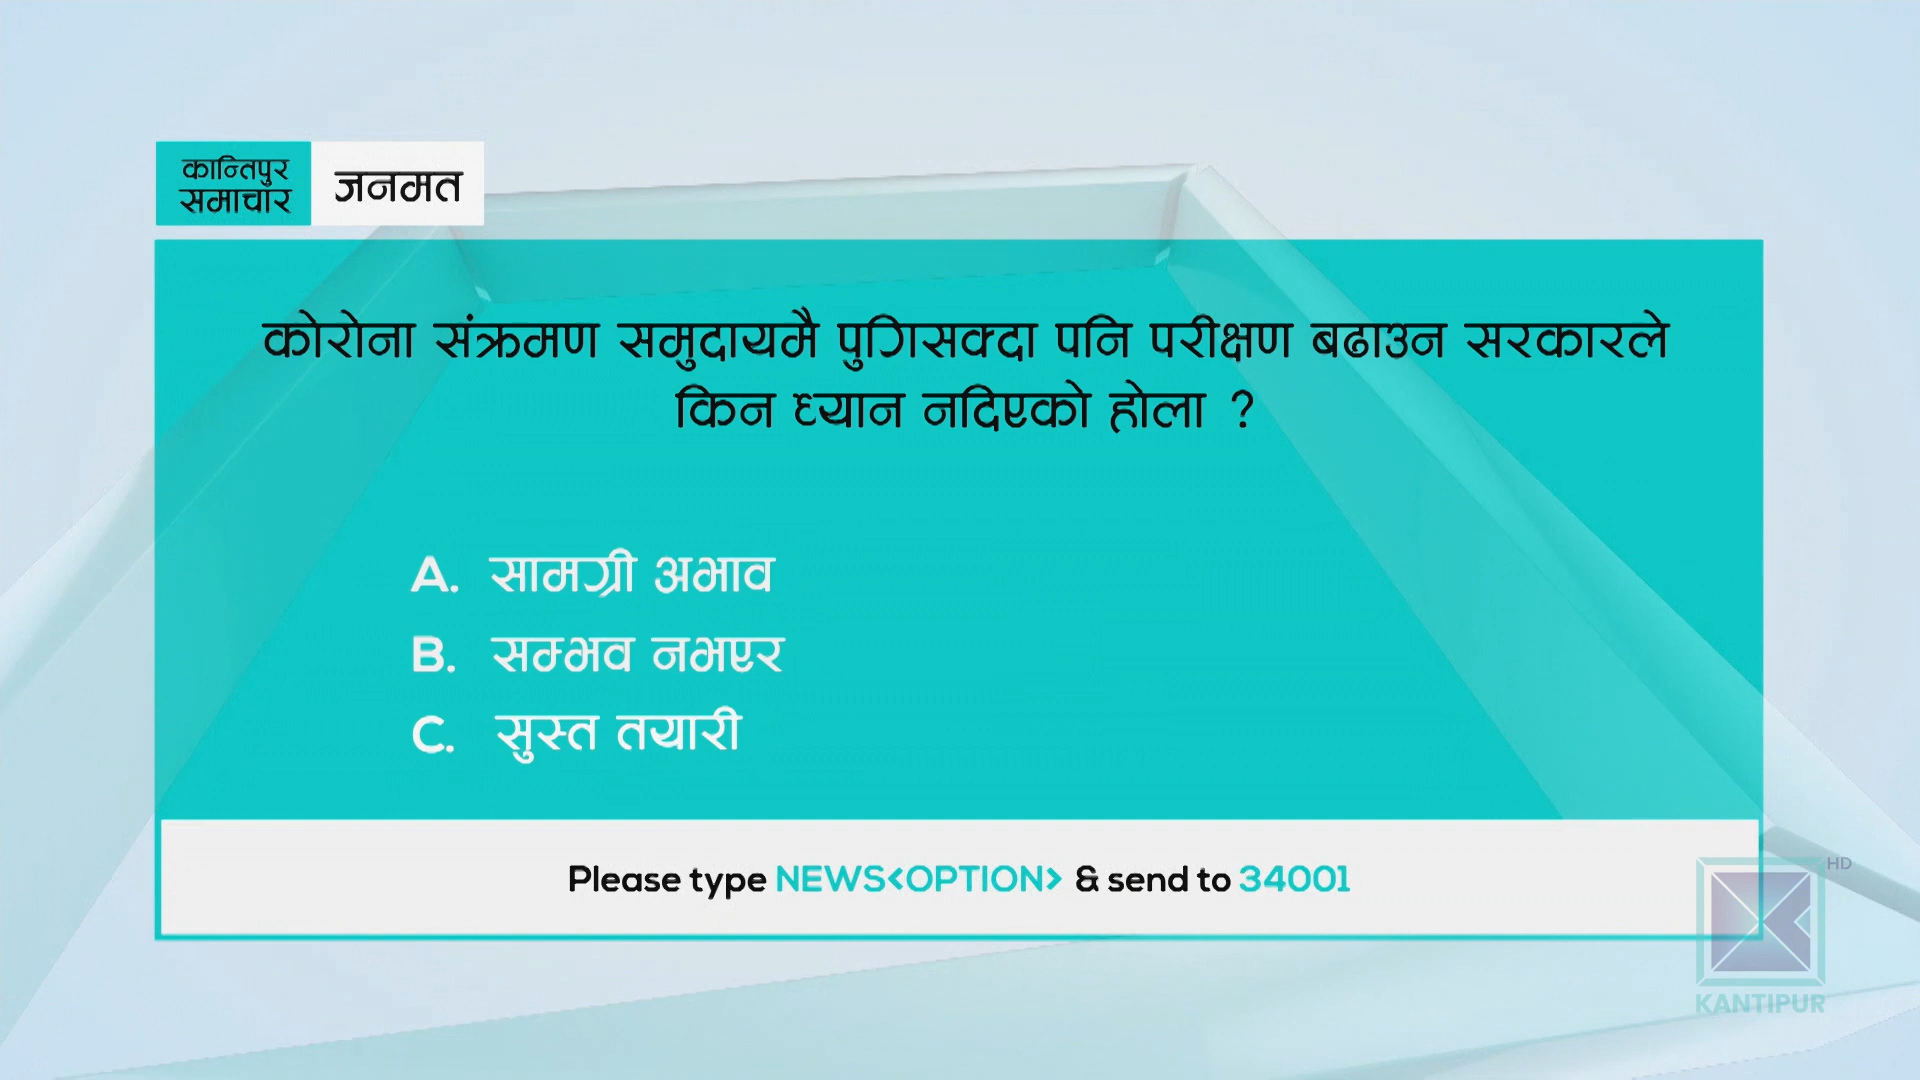 कान्तिपुर
समाचार
जनमत
कोरोना संक्रमण समुदायमै पुगिसक्दा पनि परीक्षण बढाउन सरकारले
किन ध्यान नदिएको होला ?
A. सामग्री अभाव
B. सम्भव नभएर
C. सुस्त तयारी
Please type NEWS<OPTION> & send to 34001
HD
KANTIPUR